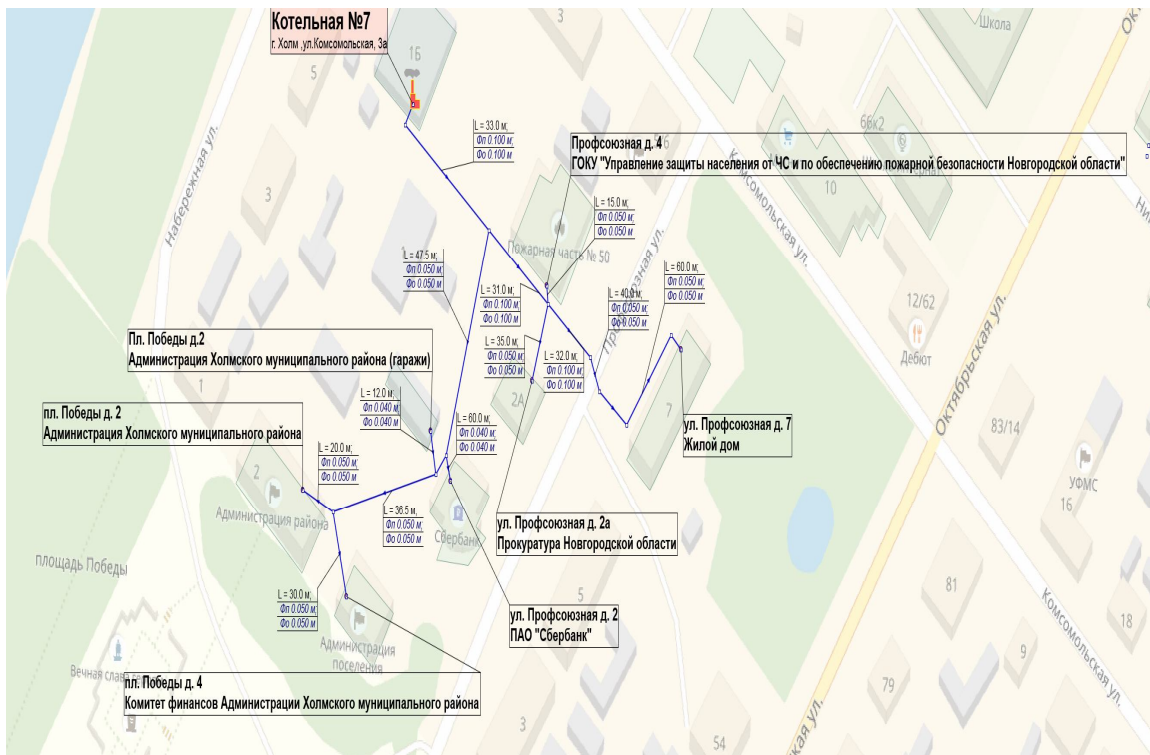 Котельная №7
г. Холм ,ул.Комсомольская, 3а
1Б
3
Школа
5
L = 33.0 м;
Фп 0.100 м;
Фо 0.100 м
66к2
6
Профсоюзная д. 4
ГОКУ "Управление защиты населения от ЧС и по обеспечению пожарной безопасности Новгородской области"
10
Набережная ул.
Комсомольская ул.
3
L = 15.0 м;
Фп 0.050 м;
Фо 0.050 м
Пожарная часть № 50
L = 47.5 м;
Фп 0.050 м;
Фо 0.050 м
L = 31.0 м;
Фп 0.100 м;
Фо 0.100 м
L = 40.0 м;
Фп 0.050 м;
Фо 0.050 м
L = 60.0 м;
Фп 0.050 м;
Фо 0.050 м
12/62
Дебют
Октябрьская ул.
Пл. Победы д.2
Администрация Холмского муниципального района (гаражи)
L = 35.0 м;
Фп 0.050 м;
Фо 0.050 м
L = 32.0 м;
Фп 0.100 м;
Фо 0.100 м
1
2А
7
L = 12.0 м;
Фп 0.040 м;
Фо 0.040 м
пл. Победы д. 2
Администрация Холмского муниципального района
L = 60.0 м;
Фп 0.040 м;
Фо 0.040 м
ул. Профсоюзная д. 7
Жилой дом
83/14
L = 20.0 м;
Фп 0.050 м;
Фо 0.050 м
2
Администрация района
УФМС
16
L = 36.5 м;
Фп 0.050 м;
Фо 0.050 м
Сбербанк
ул. Профсоюзная д. 2а
Прокуратура Новгородской области
площадь Победы
L = 30.0 м;
Фп 0.050 м;
Фо 0.050 м
5
81
Комсомольская ул.
18
ул. Профсоюзная д. 2
ПАО "Сбербанк"
Администрация
поселения
9
Вечная слава
79
пл. Победы д. 4
Комитет финансов Администрации Холмского муниципального района
3
54